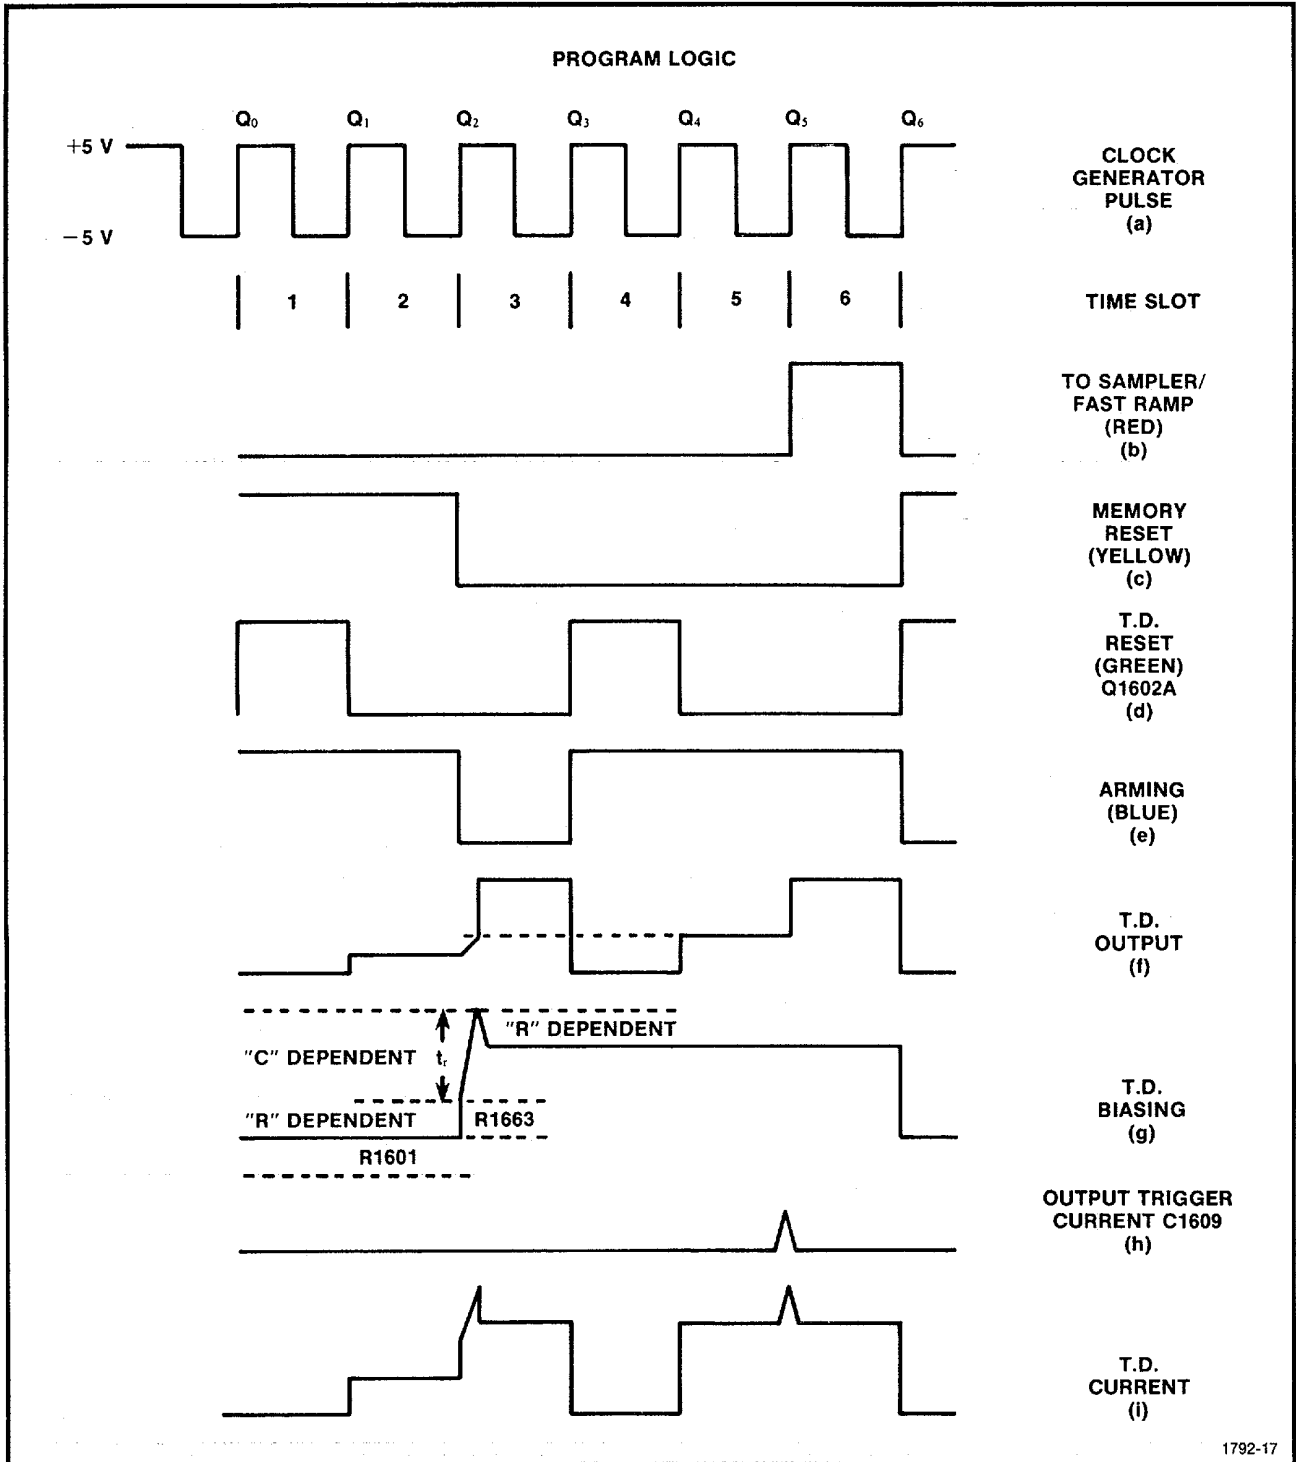 PROGRAM LOGIC
Q₀ Q₁ Q₂ Q₃ Q₄ Q₅ Q₆
+5 V
−5 V
CLOCK
GENERATOR
PULSE
(a)
1 2 3 4 5 6
TIME SLOT
TO SAMPLER/
FAST RAMP
(RED)
(b)
MEMORY
RESET
(YELLOW)
(c)
T.D.
RESET
(GREEN)
Q1602A
(d)
ARMING
(BLUE)
(e)
T.D.
OUTPUT
(f)
"R" DEPENDENT
"C" DEPENDENT tᵣ
"R" DEPENDENT R1663
R1601
T.D.
BIASING
(g)
OUTPUT TRIGGER
CURRENT C1609
(h)
T.D.
CURRENT
(i)
1792-17